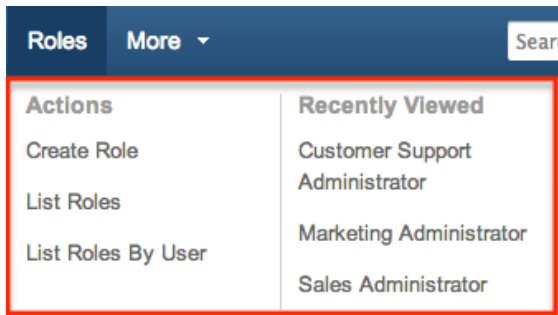 Roles More
Actions
Create Role
List Roles
List Roles By User
Recently Viewed
Customer Support
Administrator
Marketing Administrator
Sales Administrator